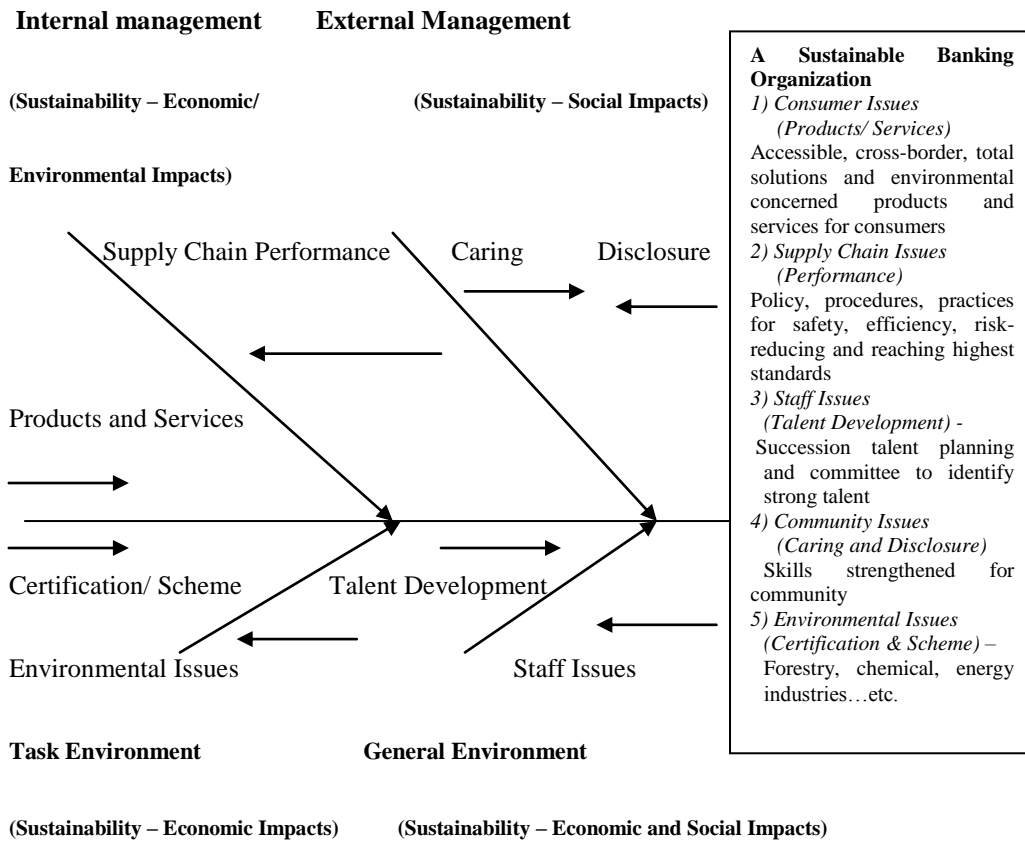 Internal management
External Management
(Sustainability – Economic/
(Sustainability – Social Impacts)
Environmental Impacts)
Supply Chain Performance
Caring
Disclosure
Products and Services
Certification/ Scheme
Talent Development
Environmental Issues
Staff Issues
Task Environment
General Environment
(Sustainability – Economic Impacts)
(Sustainability – Economic and Social Impacts)
A Sustainable Banking
Organization
1) Consumer Issues
(Products/ Services)
Accessible, cross-border, total
solutions and environmental
concerned products and
services for consumers
2) Supply Chain Issues
(Performance)
Policy, procedures, practices
for safety, efficiency, risk-
reducing and reaching highest
standards
3) Staff Issues
(Talent Development) -
Succession talent planning
and committee to identify
strong talent
4) Community Issues
(Caring and Disclosure)
Skills strengthened for
community
5) Environmental Issues
(Certification & Scheme) –
Forestry, chemical, energy
industries…etc.